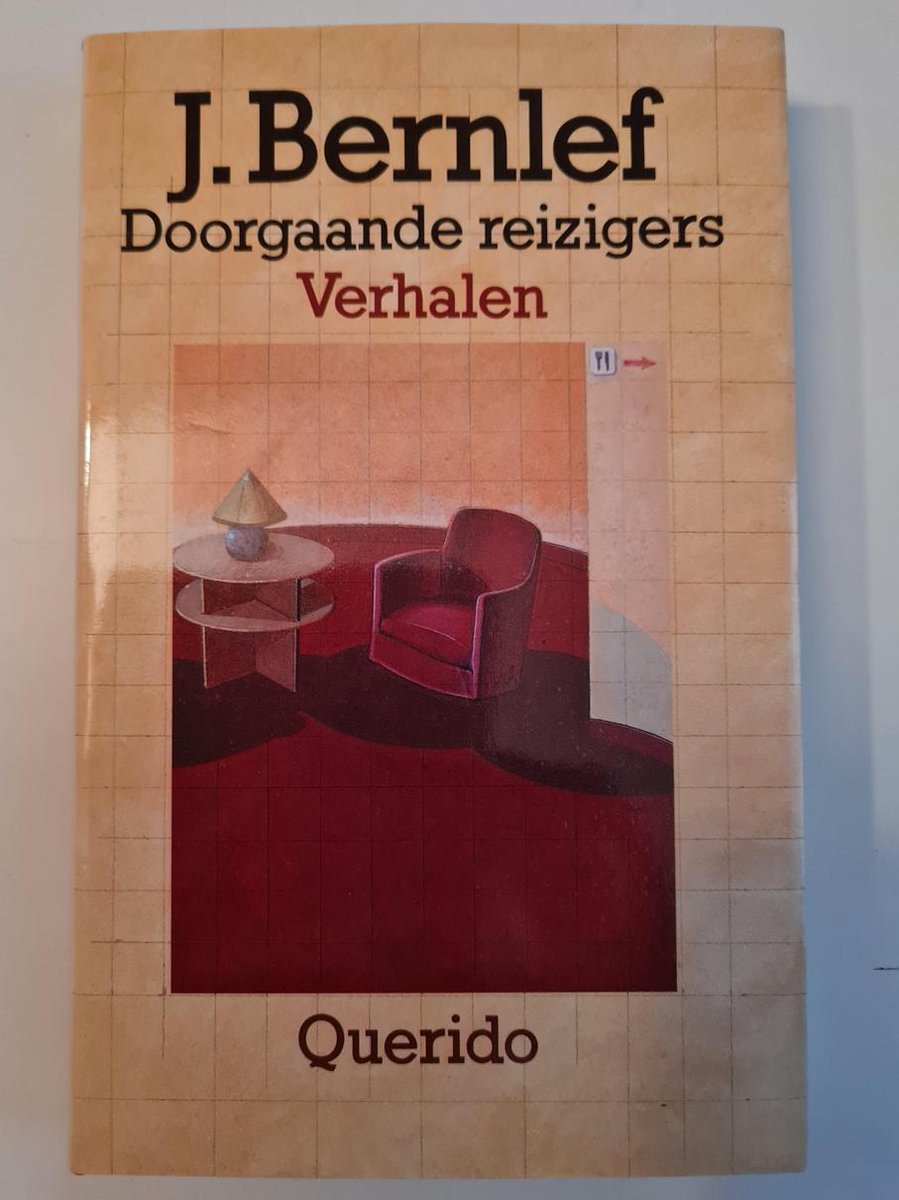 J. Bernlef
Doorgaande reizigers
Verhalen
Querido